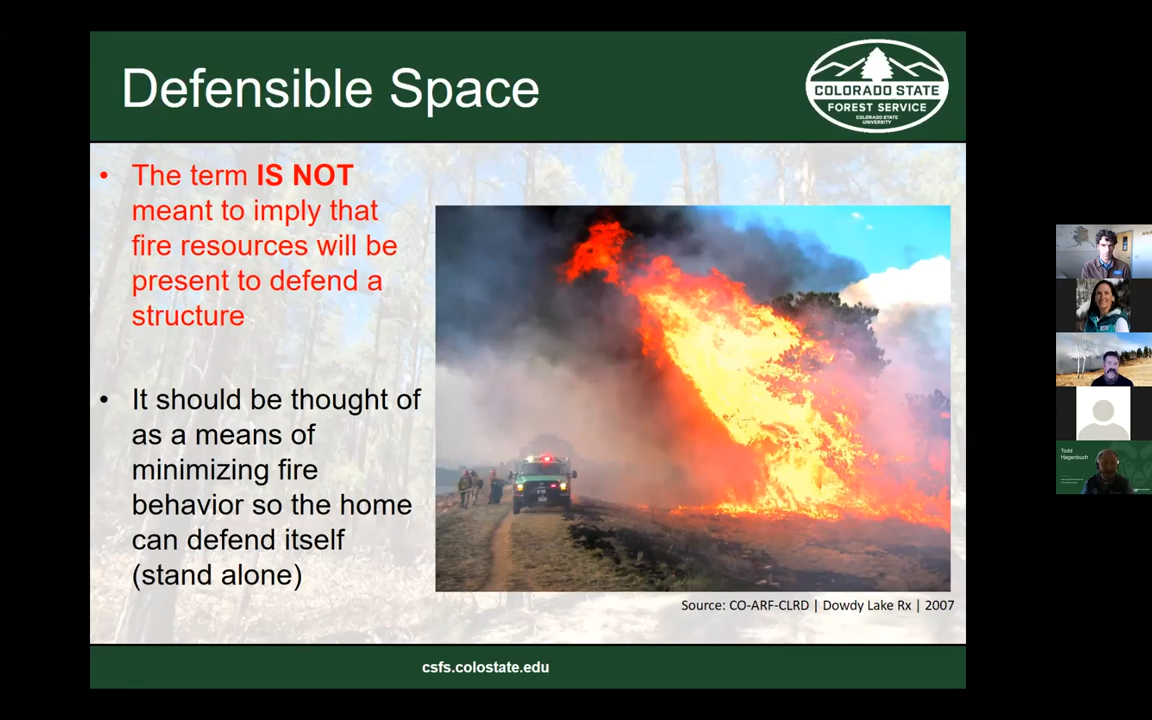 Defensible Space
COLORADO STATE
FOREST SERVICE
COLORADO STATE
UNIVERSITY
• The term IS NOT
meant to imply that
fire resources will be
present to defend a
structure
• It should be thought of
as a means of
minimizing fire
behavior so the home
can defend itself
(stand alone)
Source: CO-ARF-CLRD | Dowdy Lake Rx | 2007
csfs.colostate.edu
Todd
Hagenbuch